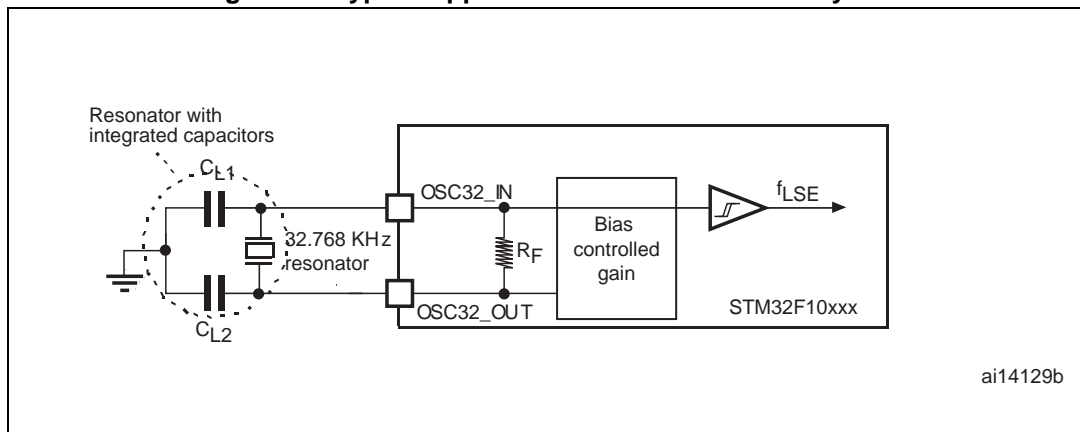 Resonator with
integrated capacitors
CL1
OSC32_IN
fLSE
32.768 KHz
resonator
RF
Bias
controlled
gain
OSC32_OUT
STM32F10xxx
CL2
ai14129b